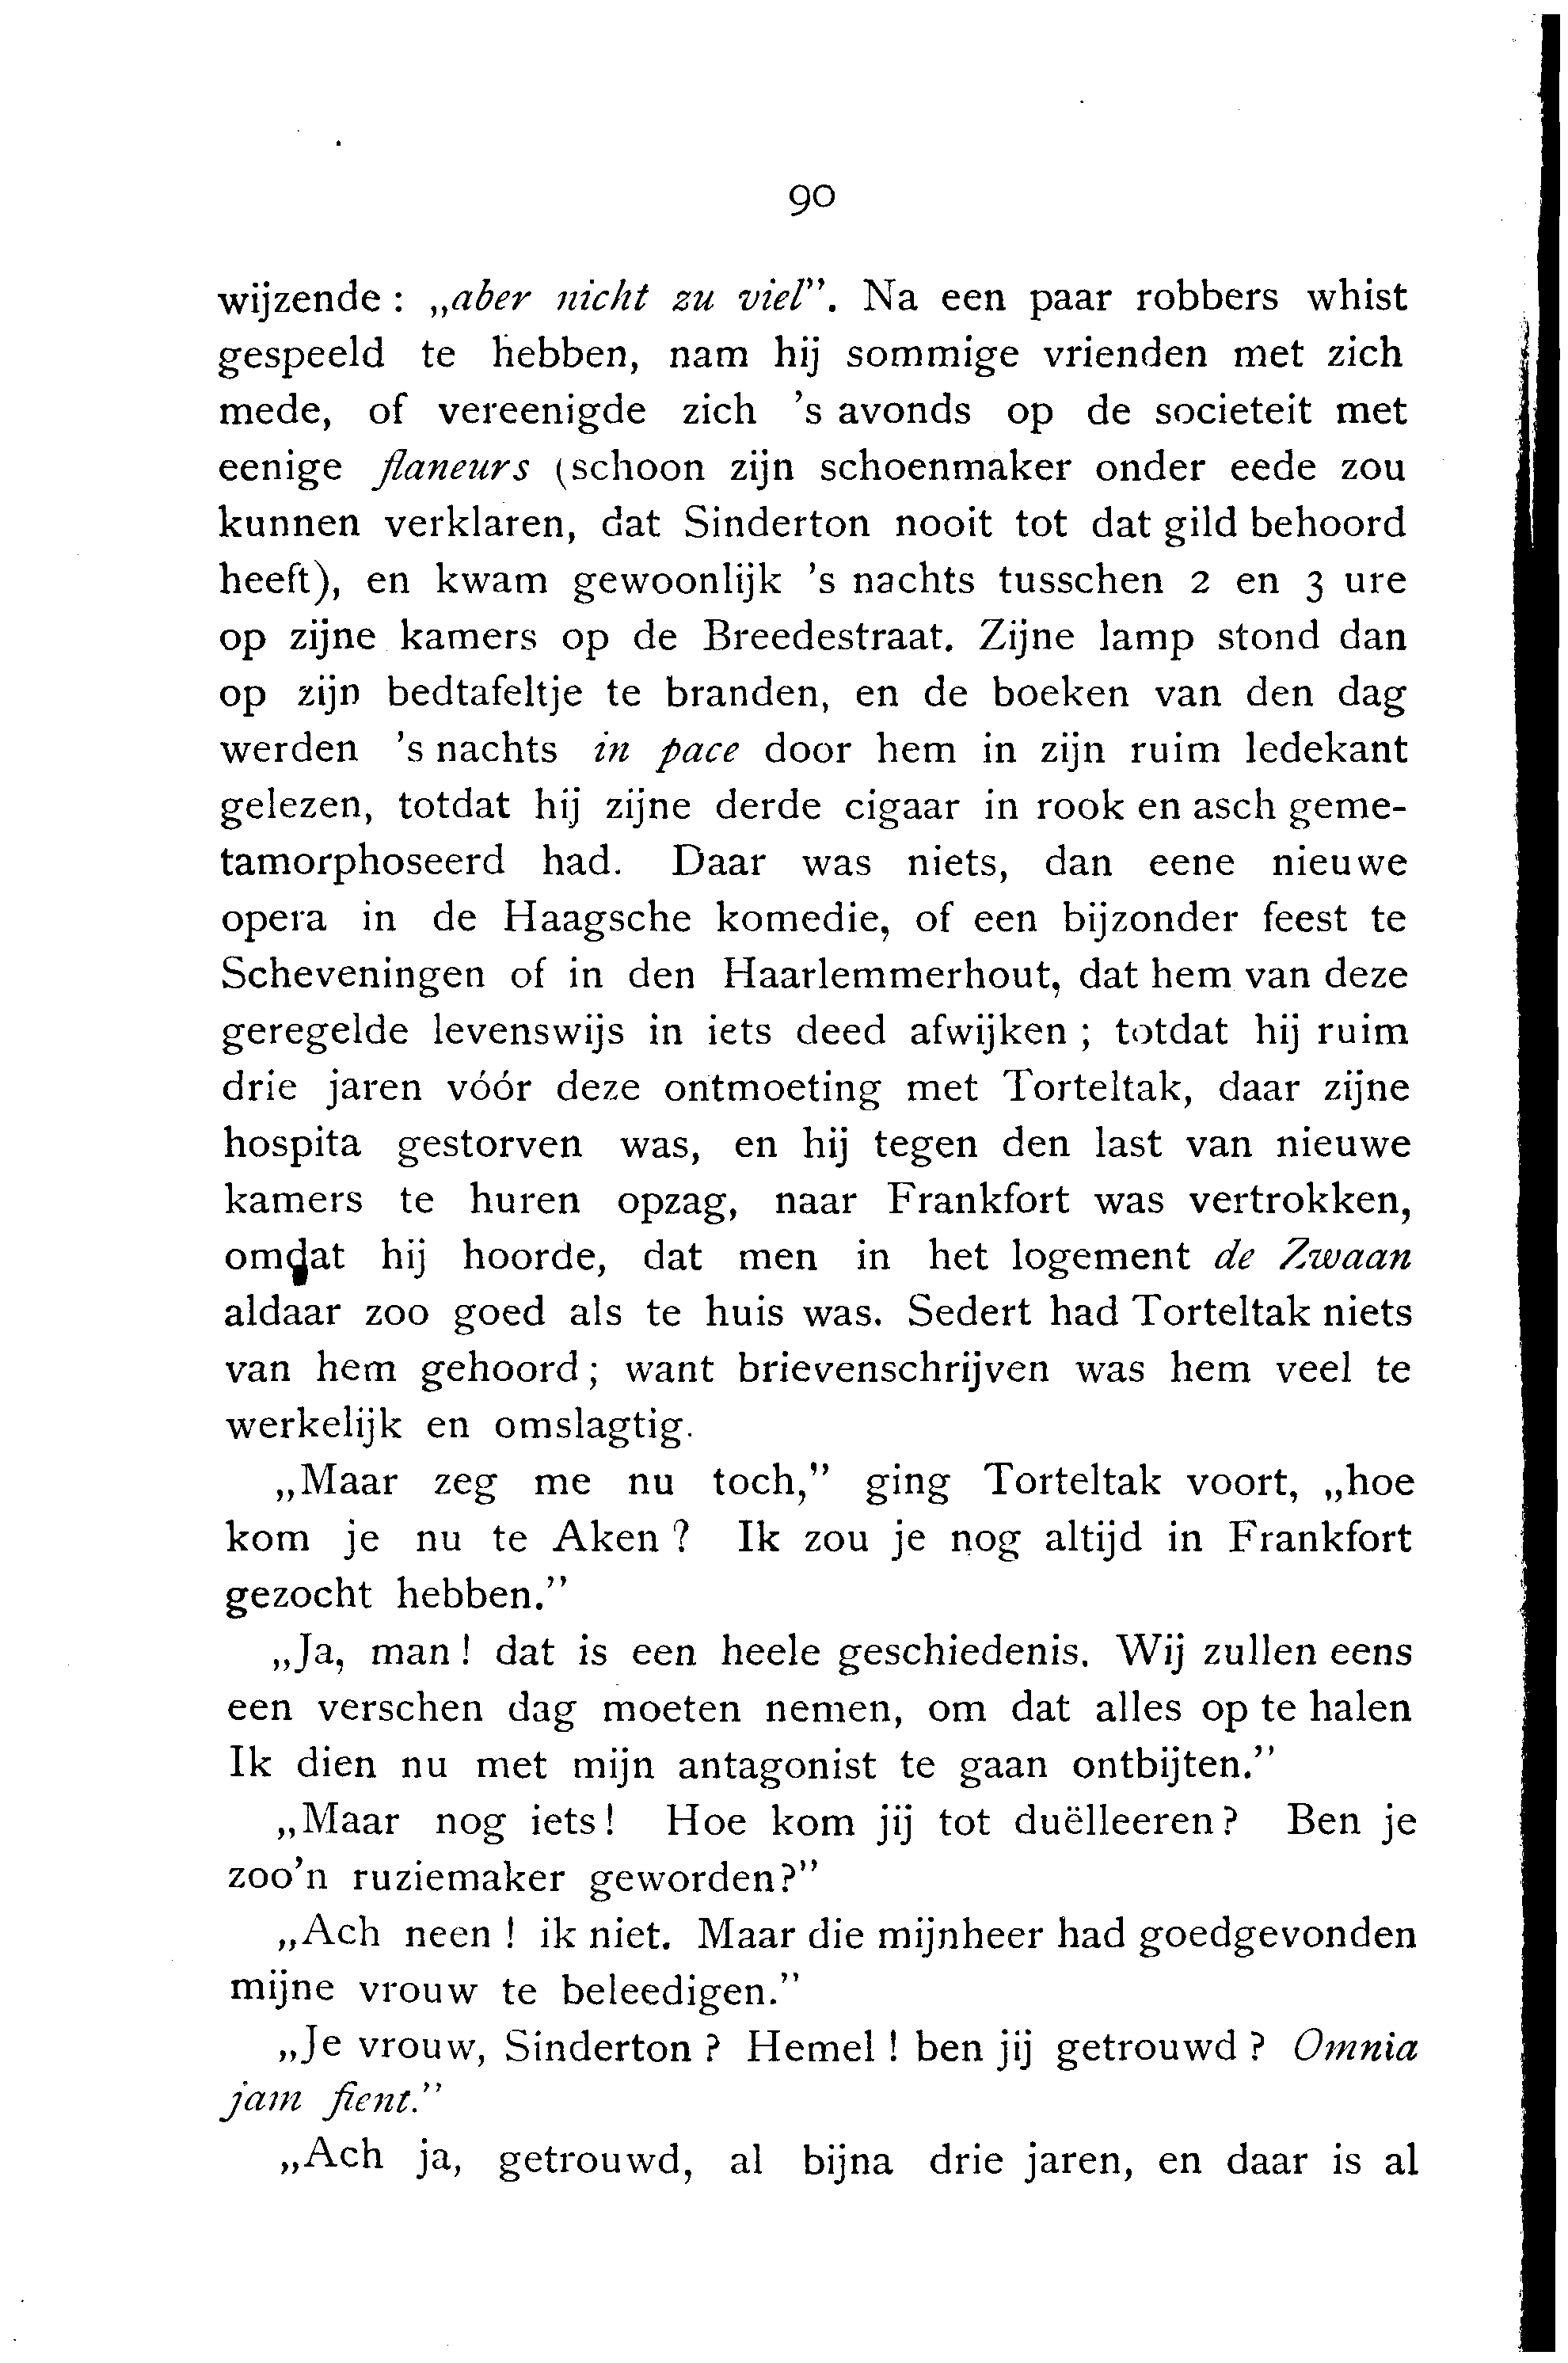 90
wijzende : „aber nicht zu viel”. Na een paar robbers whist
gespeeld te hebben, nam hij sommige vrienden met zich
mede, of vereenigde zich 's avonds op de societeit met
eenige flaneurs (schoon zijn schoenmaker onder eede zou
kunnen verklaren, dat Sinderton nooit tot dat gild behoord
heeft), en kwam gewoonlijk 's nachts tusschen 2 en 3 ure
op zijne kamers op de Breedestraat. Zijne lamp stond dan
op zijn bedtafeltje te branden, en de boeken van den dag
werden 's nachts in pace door hem in zijn ruim ledekant
gelezen, totdat hij zijne derde cigaar in rook en asch geme-
tamorphoseerd had. Daar was niets, dan eene nieuwe
opera in de Haagsche komedie, of een bijzonder feest te
Scheveningen of in den Haarlemmerhout, dat hem van deze
geregelde levenswijs in iets deed afwijken ; totdat hij ruim
drie jaren vóór deze ontmoeting met Torteltak, daar zijne
hospita gestorven was, en hij tegen den last van nieuwe
kamers te huren opzag, naar Frankfort was vertrokken,
omdat hij hoorde, dat men in het logement de Zwaan
aldaar zoo goed als te huis was. Sedert had Torteltak niets
van hem gehoord ; want brievenschrijven was hem veel te
werkelijk en omslagtig.
„Maar zeg me nu toch,” ging Torteltak voort, „hoe
kom je nu te Aken ? Ik zou je nog altijd in Frankfort
gezocht hebben.”
„Ja, man ! dat is een heele geschiedenis. Wij zullen eens
een verschen dag moeten nemen, om dat alles op te halen
Ik dien nu met mijn antagonist te gaan ontbijten.”
„Maar nog iets ! Hoe kom jij tot duëlleeren ? Ben je
zoo'n ruziemaker geworden?”
„Ach neen ! ik niet. Maar die mijnheer had goedgevonden
mijne vrouw te beleedigen.”
„Je vrouw, Sinderton ? Hemel ! ben jij getrouwd ? Omnia
jam fient.”
„Ach ja, getrouwd, al bijna drie jaren, en daar is al